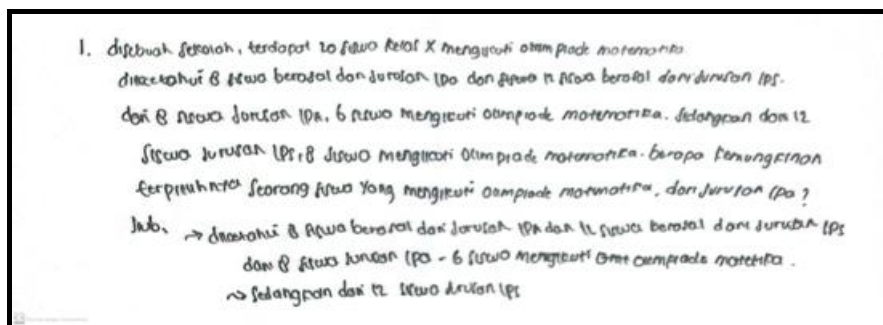 1. disebuah sekolah, terdapat 20 siswa kelas X mengikuti olimpiade matematika
diketahui 8 siswa berasal dari jurusan IPA dan siswa 12 siswa berasal dari jurusan IPS.
dari 8 siswa jurusan IPA, 6 siswa mengikuti olimpiade matematika. sedangkan dari 12
siswa jurusan IPS, 8 siswa mengikuti olimpiade matematika. berapa kemungkinan
terpilihnya seorang siswa yang mengikuti olimpiade matematika, dari jurusan IPA?
Jwb. → diketahui 8 siswa berasal dari jurusan IPA dan 12 siswa berasal dari jurusan IPS
dari 8 siswa jurusan IPA - 6 siswa mengikuti
→ sedangkan dari 12 siswa jurusan IPS